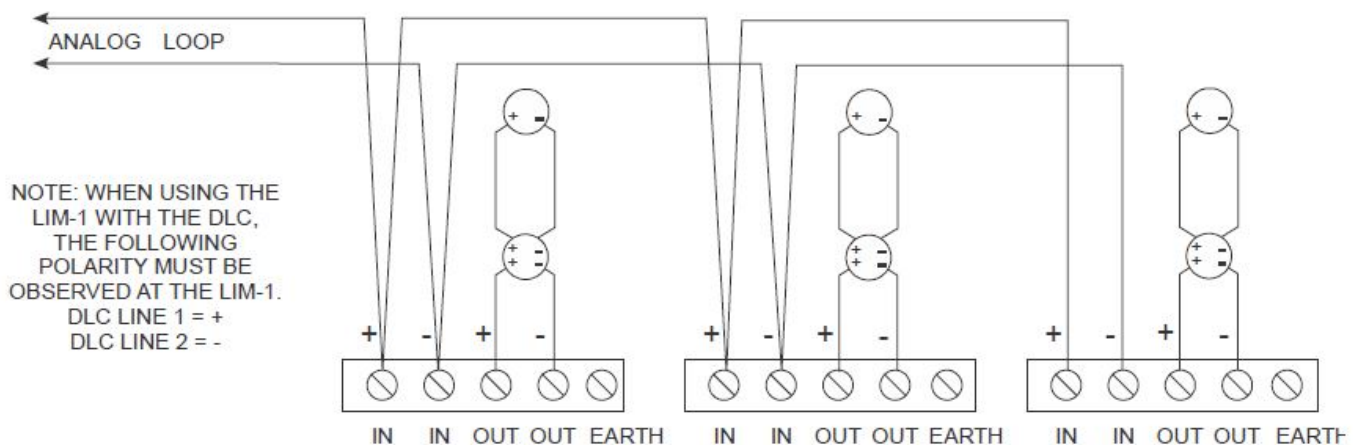 ANALOG LOOP
NOTE: WHEN USING THE
LIM-1 WITH THE DLC,
THE FOLLOWING
POLARITY MUST BE
OBSERVED AT THE LIM-1.
DLC LINE 1 = +
DLC LINE 2 = -
+ -
+ -
+ -
+ -
+ -
+ -
+ -
+ -
+ -
+ - + -
+ - + -
+ - + -
IN IN OUT OUT EARTH
IN IN OUT OUT EARTH
IN IN OUT OUT EARTH